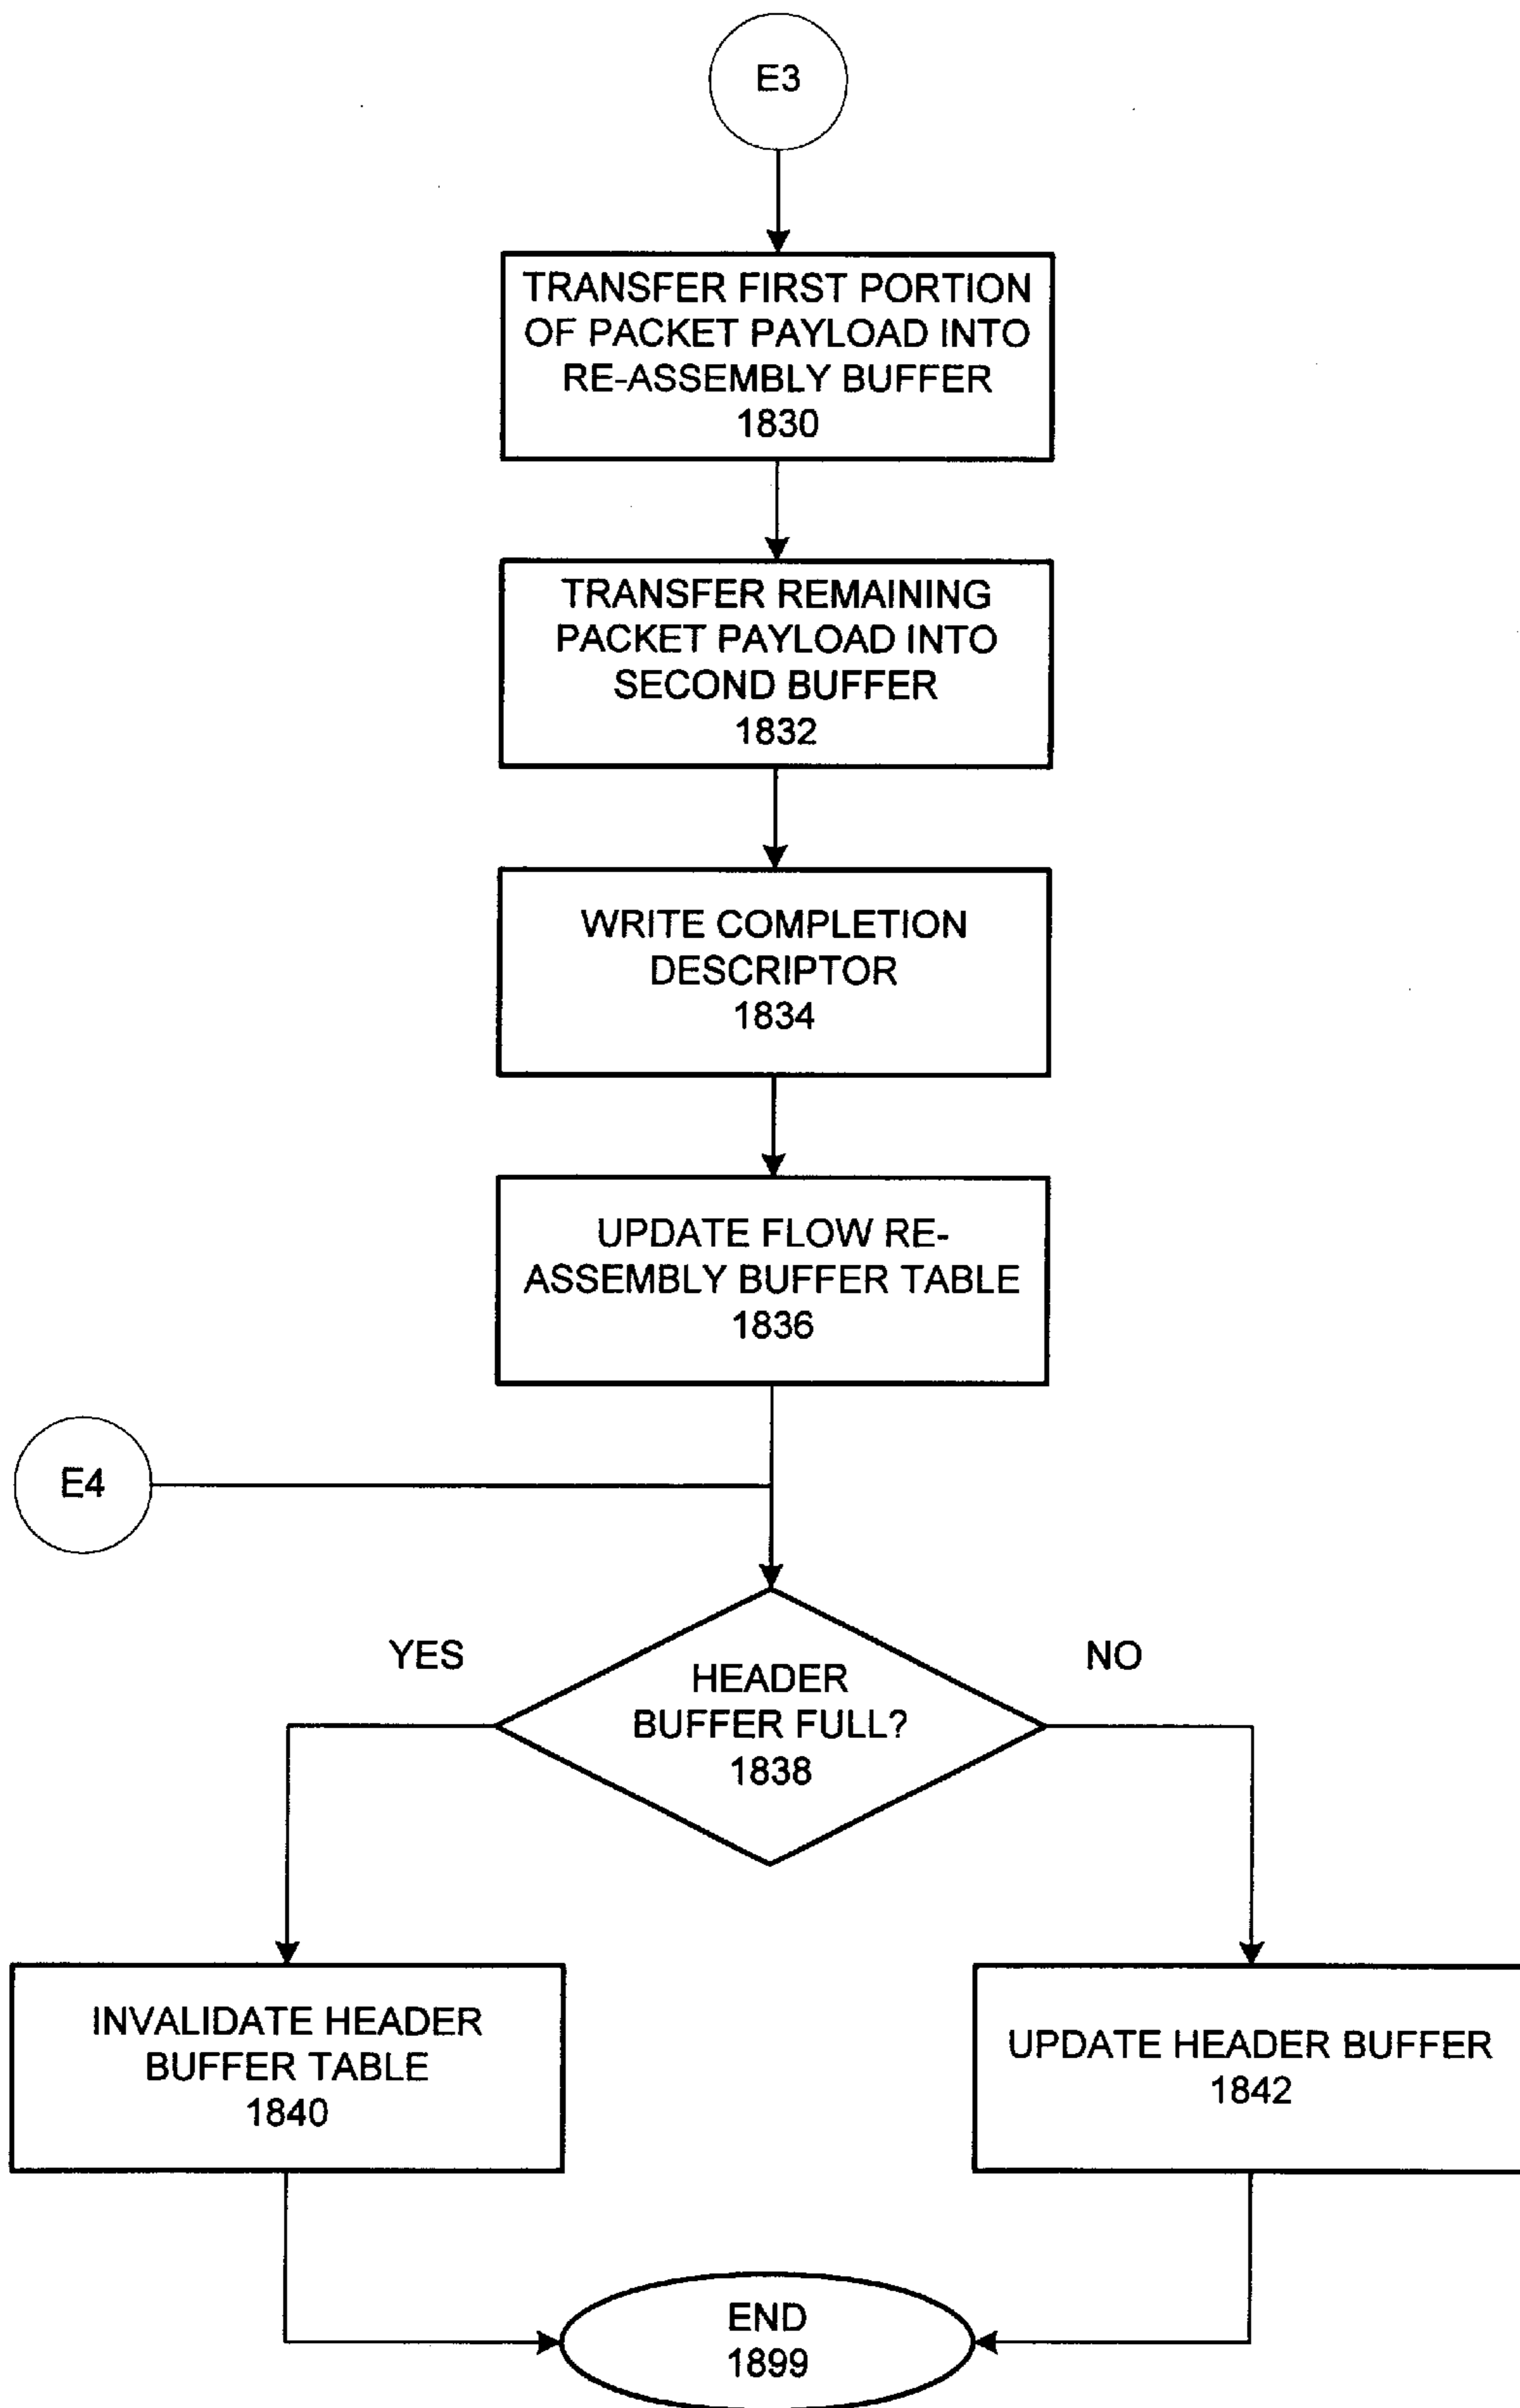 E3
TRANSFER FIRST PORTION
OF PACKET PAYLOAD INTO
RE-ASSEMBLY BUFFER
1830
TRANSFER REMAINING
PACKET PAYLOAD INTO
SECOND BUFFER
1832
WRITE COMPLETION
DESCRIPTOR
1834
UPDATE FLOW RE-
ASSEMBLY BUFFER TABLE
1836
E4
YES
NO
HEADER
BUFFER FULL?
1838
INVALIDATE HEADER
BUFFER TABLE
1840
UPDATE HEADER BUFFER
1842
END
1899